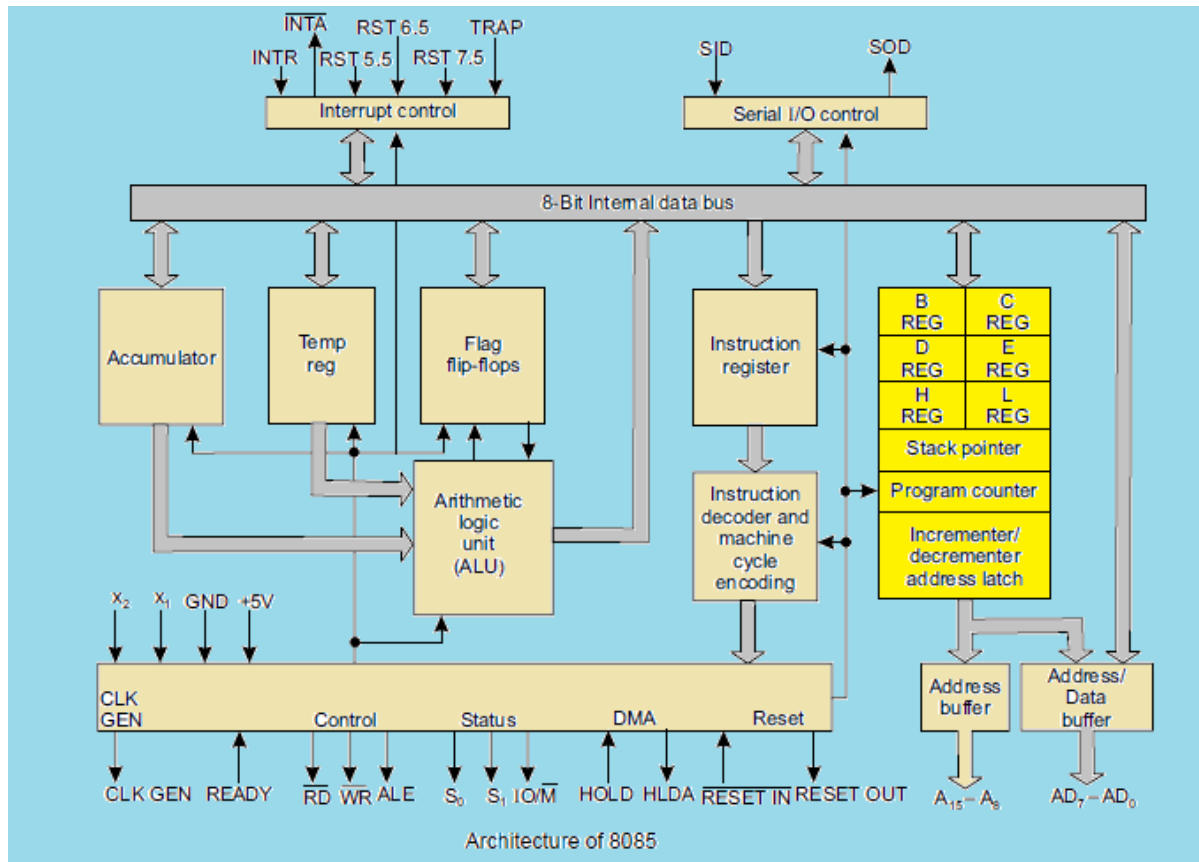 INTA RST 6.5 TRAP
INTR RST 5.5 RST 7.5
SID SOD
Interrupt control
Serial I/O control
8-Bit Internal data bus
Accumulator
Temp
reg
Flag
flip-flops
Instruction
register
B
REG
C
REG
D
REG
E
REG
H
REG
L
REG
Stack pointer
Program counter
Incrementer/
decrementer
address latch
Arithmetic
logic
unit
(ALU)
Instruction
decoder and
machine
cycle
encoding
X2 X1 GND +5V
CLK
GEN
Control Status DMA Reset
Address
buffer
Address/
Data
buffer
CLK GEN READY RD WR ALE S0 S1 IO/M HOLD HLDA RESET IN RESET OUT A15 – A8 AD7 – AD0
Architecture of 8085